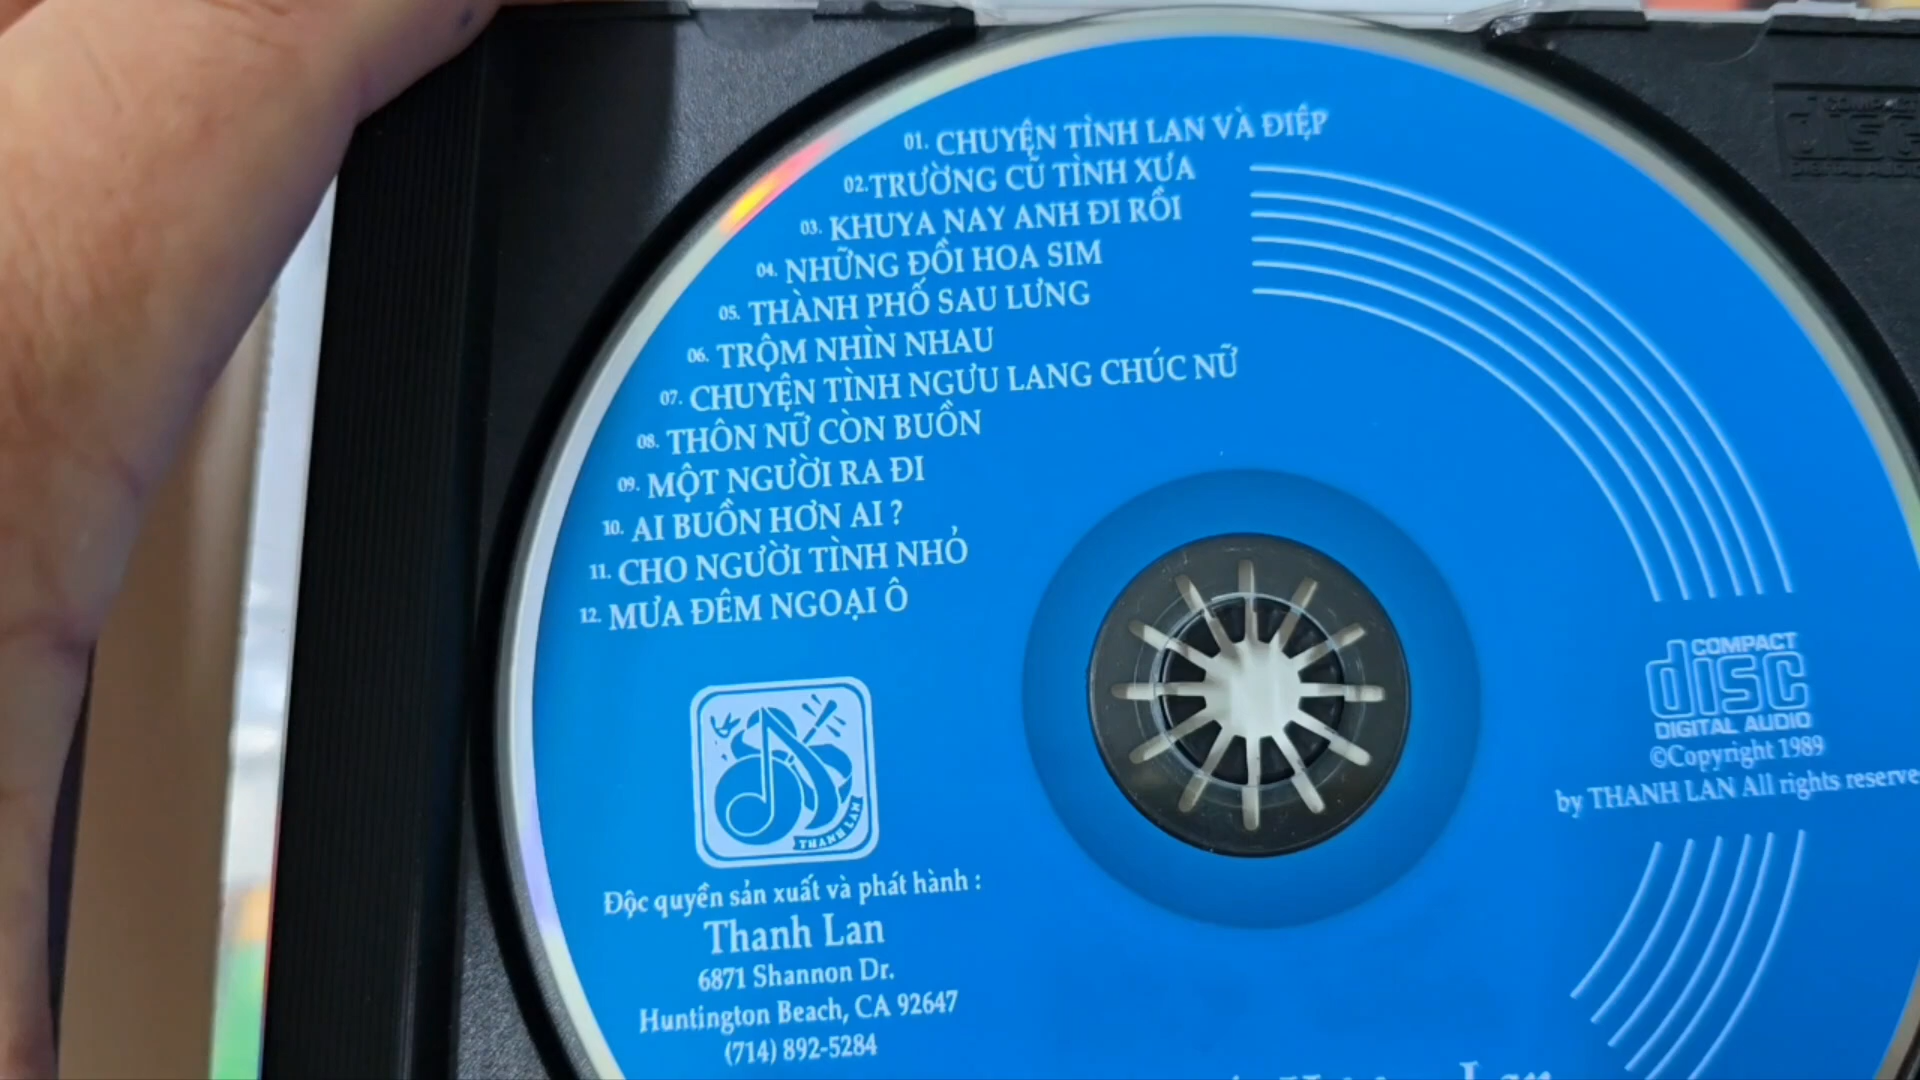 01. CHUYỆN TÌNH LAN VÀ ĐIỆP
02.TRƯỜNG CŨ TÌNH XƯA
03. KHUYA NAY ANH ĐI RỒI
04. NHỮNG ĐỒI HOA SIM
05. THÀNH PHỐ SAU LƯNG
06. TRỘM NHÌN NHAU
07. CHUYỆN TÌNH NGƯU LANG CHÚC NỮ
08. THÔN NỮ CÒN BUỒN
09. MỘT NGƯỜI RA ĐI
10. AI BUỒN HƠN AI ?
11. CHO NGƯỜI TÌNH NHỎ
12. MƯA ĐÊM NGOẠI Ô
COMPACT
disc
DIGITAL AUDIO
©Copyright 1989
by THANH LAN All rights
THANH LAN
Độc quyền sản xuất và phát hành :
Thanh Lan
6871 Shannon Dr.
Huntington Beach, CA 92647
(714) 892-5284
Lan